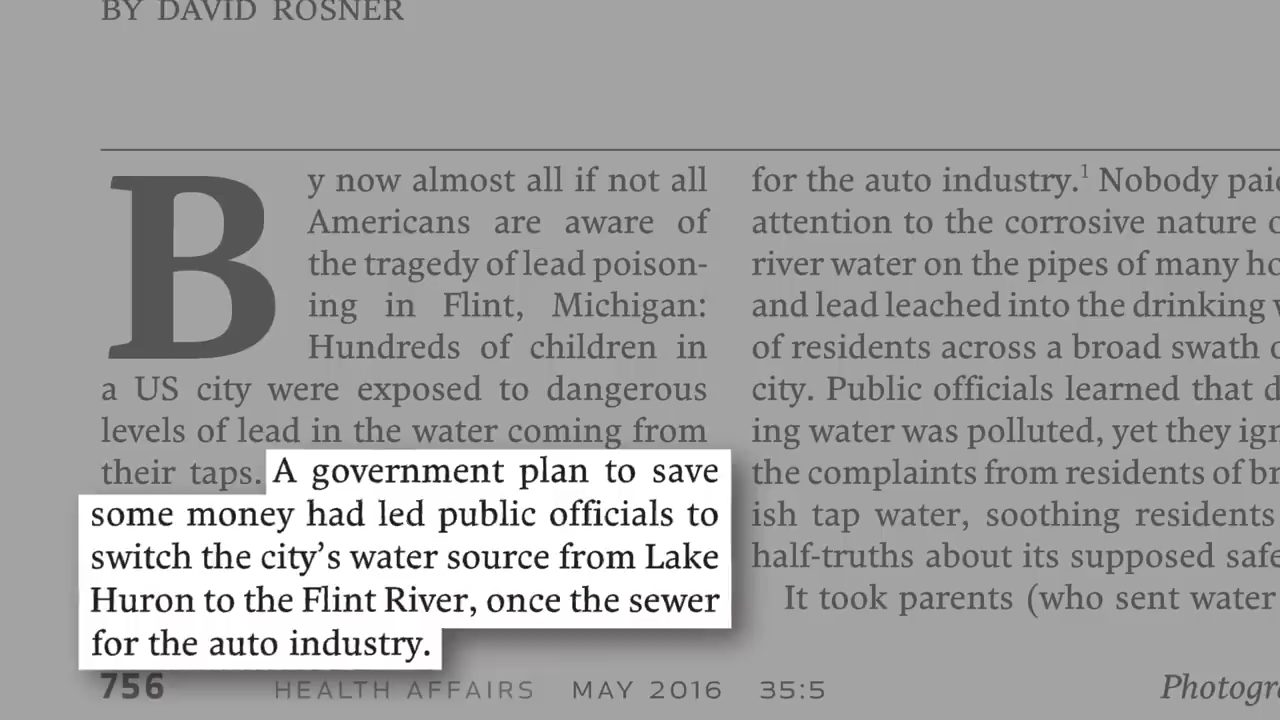 BY DAVID ROSNER
By now almost all if not all
Americans are aware of
the tragedy of lead poison-
ing in Flint, Michigan:
Hundreds of children in
a US city were exposed to dangerous
levels of lead in the water coming from
their taps. A government plan to save
some money had led public officials to
switch the city’s water source from Lake
Huron to the Flint River, once the sewer
for the auto industry.
for the auto industry.1 Nobody
attention to the corrosive nature
river water on the pipes of many
and lead leached into the drinking
of residents across a broad swath
city. Public officials learned that
ing water was polluted, yet they
the complaints from residents of
ish tap water, soothing residents
half-truths about its supposed
It took parents (who sent water
756 HEALTH AFFAIRS MAY 2016 35:5